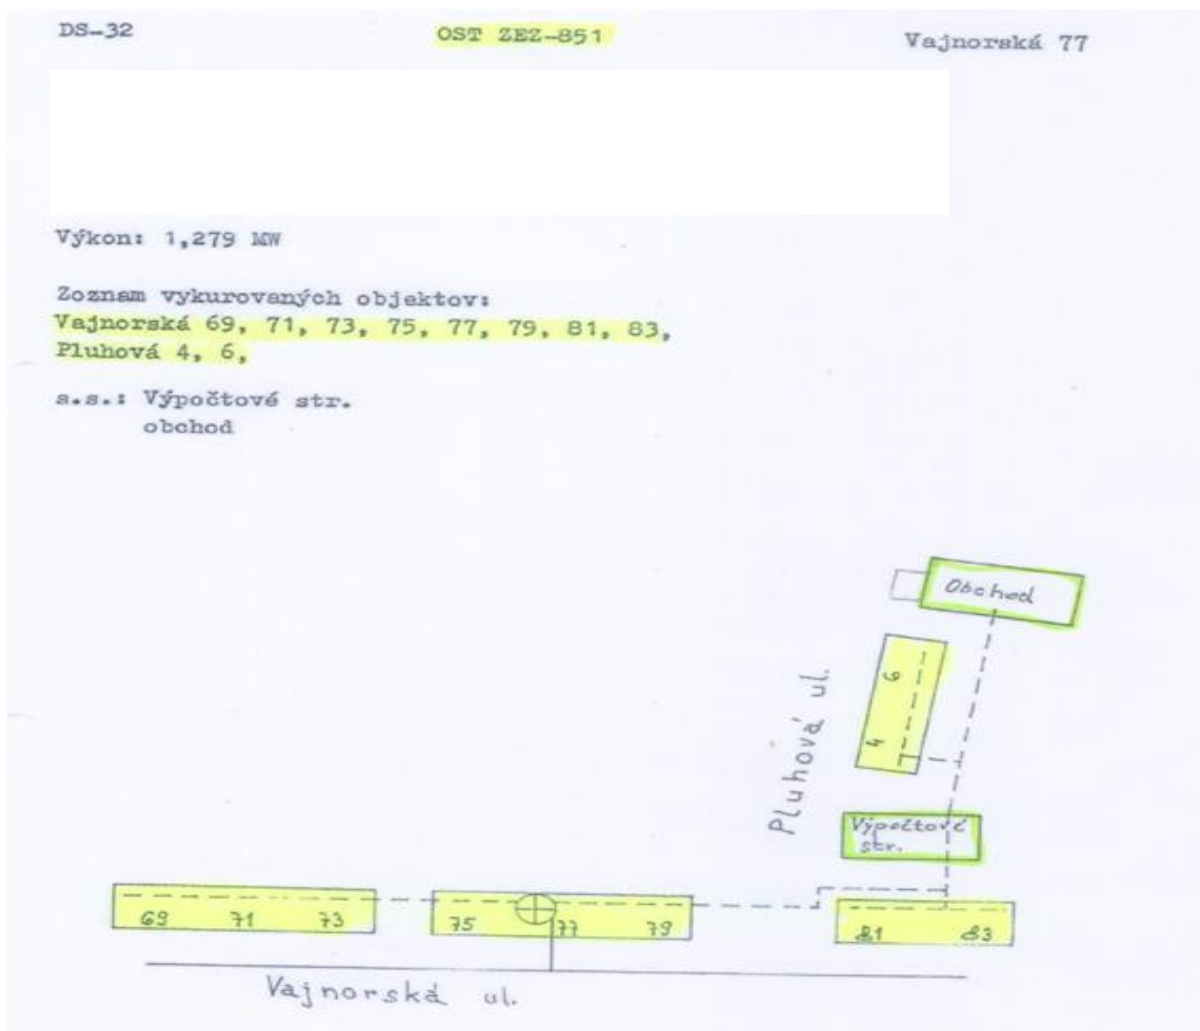 DS-32
OST ZEZ-851
Vajnorská 77
Výkon: 1,279 MW
Zoznam vykurovaných objektov:
Vajnorská 69, 71, 73, 75, 77, 79, 81, 83,
Pluhová 4, 6,
s.s.: Výpočtové str.
obchod
Obchod
6
4
Pluhová ul.
Výpočtové
str.
69 71 73
75 77 79
81 83
Vajnorská ul.